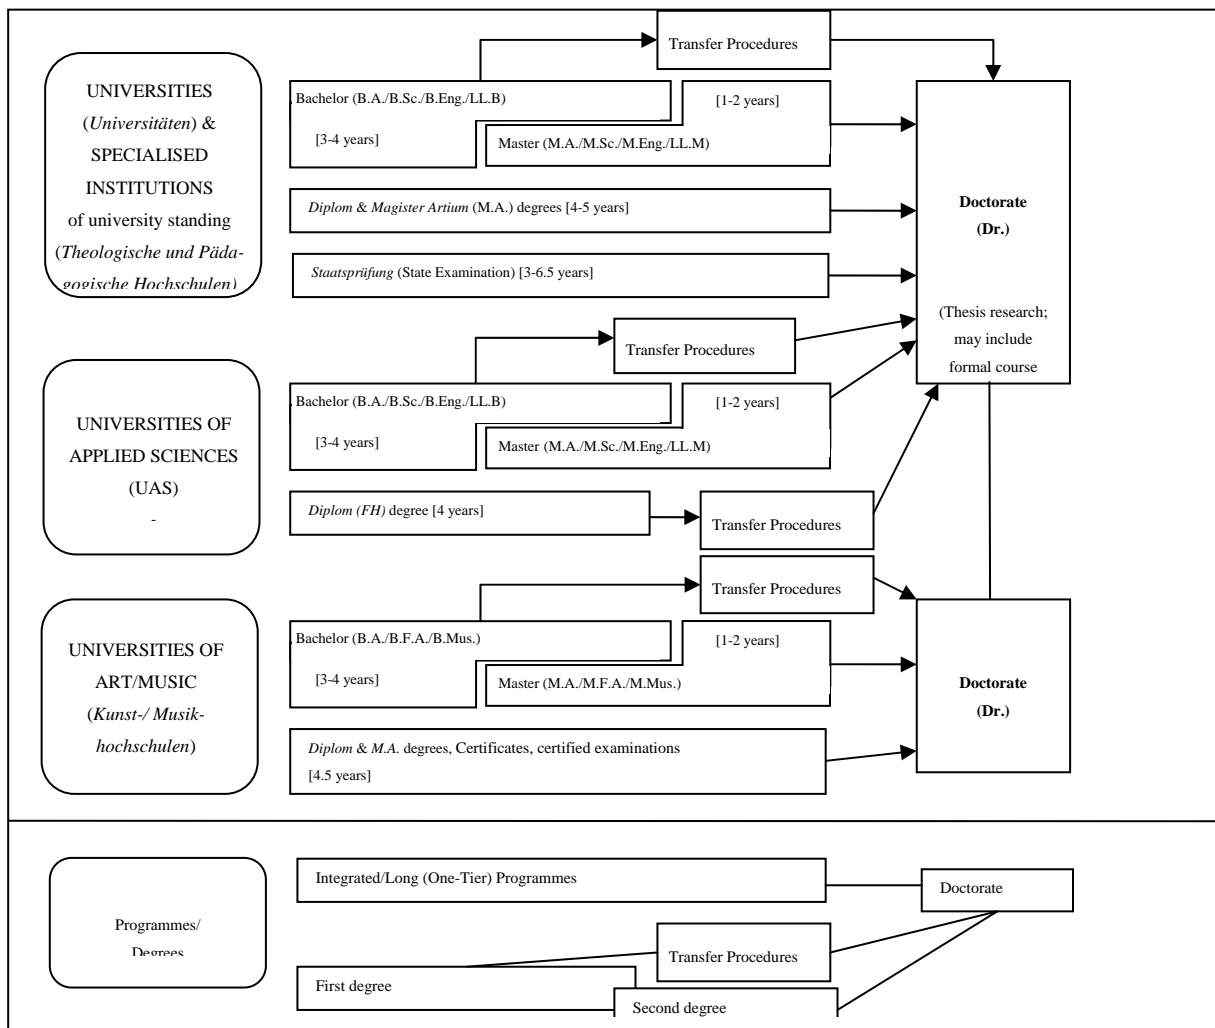 Transfer Procedures
UNIVERSITIES
(Universitäten) &
SPECIALISED
INSTITUTIONS
of university standing
(Theologische und Päda-
gogische Hochschulen)
Bachelor (B.A./B.Sc./B.Eng./LL.B)
[3-4 years]
[1-2 years]
Master (M.A./M.Sc./M.Eng./LL.M)
Diplom & Magister Artium (M.A.) degrees [4-5 years]
Staatsprüfung (State Examination) [3-6.5 years]
Doctorate
(Dr.)
(Thesis research;
may include
formal course
Transfer Procedures
UNIVERSITIES OF
APPLIED SCIENCES
(UAS)
-
Bachelor (B.A./B.Sc./B.Eng./LL.B)
[3-4 years]
[1-2 years]
Master (M.A./M.Sc./M.Eng./LL.M)
Diplom (FH) degree [4 years]
Transfer Procedures
Transfer Procedures
UNIVERSITIES OF
ART/MUSIC
(Kunst-/ Musik-
hochschulen)
Bachelor (B.A./B.F.A./B.Mus.)
[3-4 years]
[1-2 years]
Master (M.A./M.F.A./M.Mus.)
Diplom & M.A. degrees, Certificates, certified examinations
[4.5 years]
Doctorate
(Dr.)
Programmes/
Degrees
Integrated/Long (One-Tier) Programmes
Doctorate
Transfer Procedures
First degree
Second degree